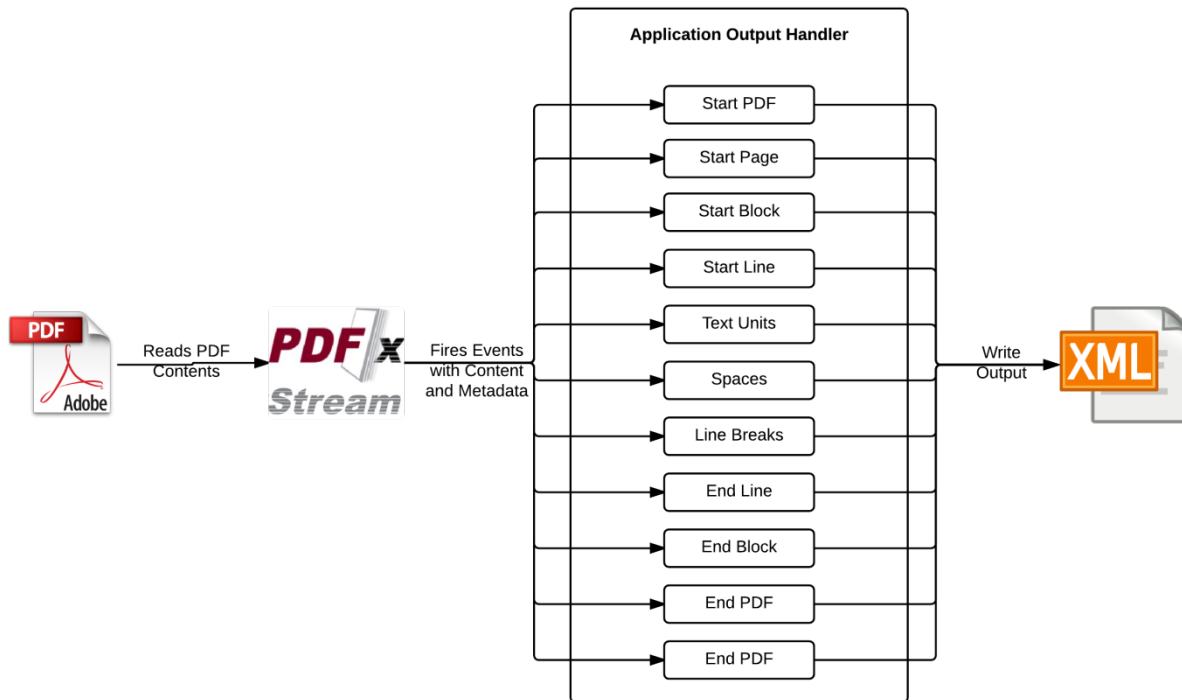 Application Output Handler
Start PDF
Start Page
Start Block
Start Line
Text Units
Spaces
Line Breaks
End Line
End Block
End PDF
End PDF
PDF
Adobe
Reads PDF
Contents
PDF x
Stream
Fires Events
with Content
and Metadata
Write
Output
XML